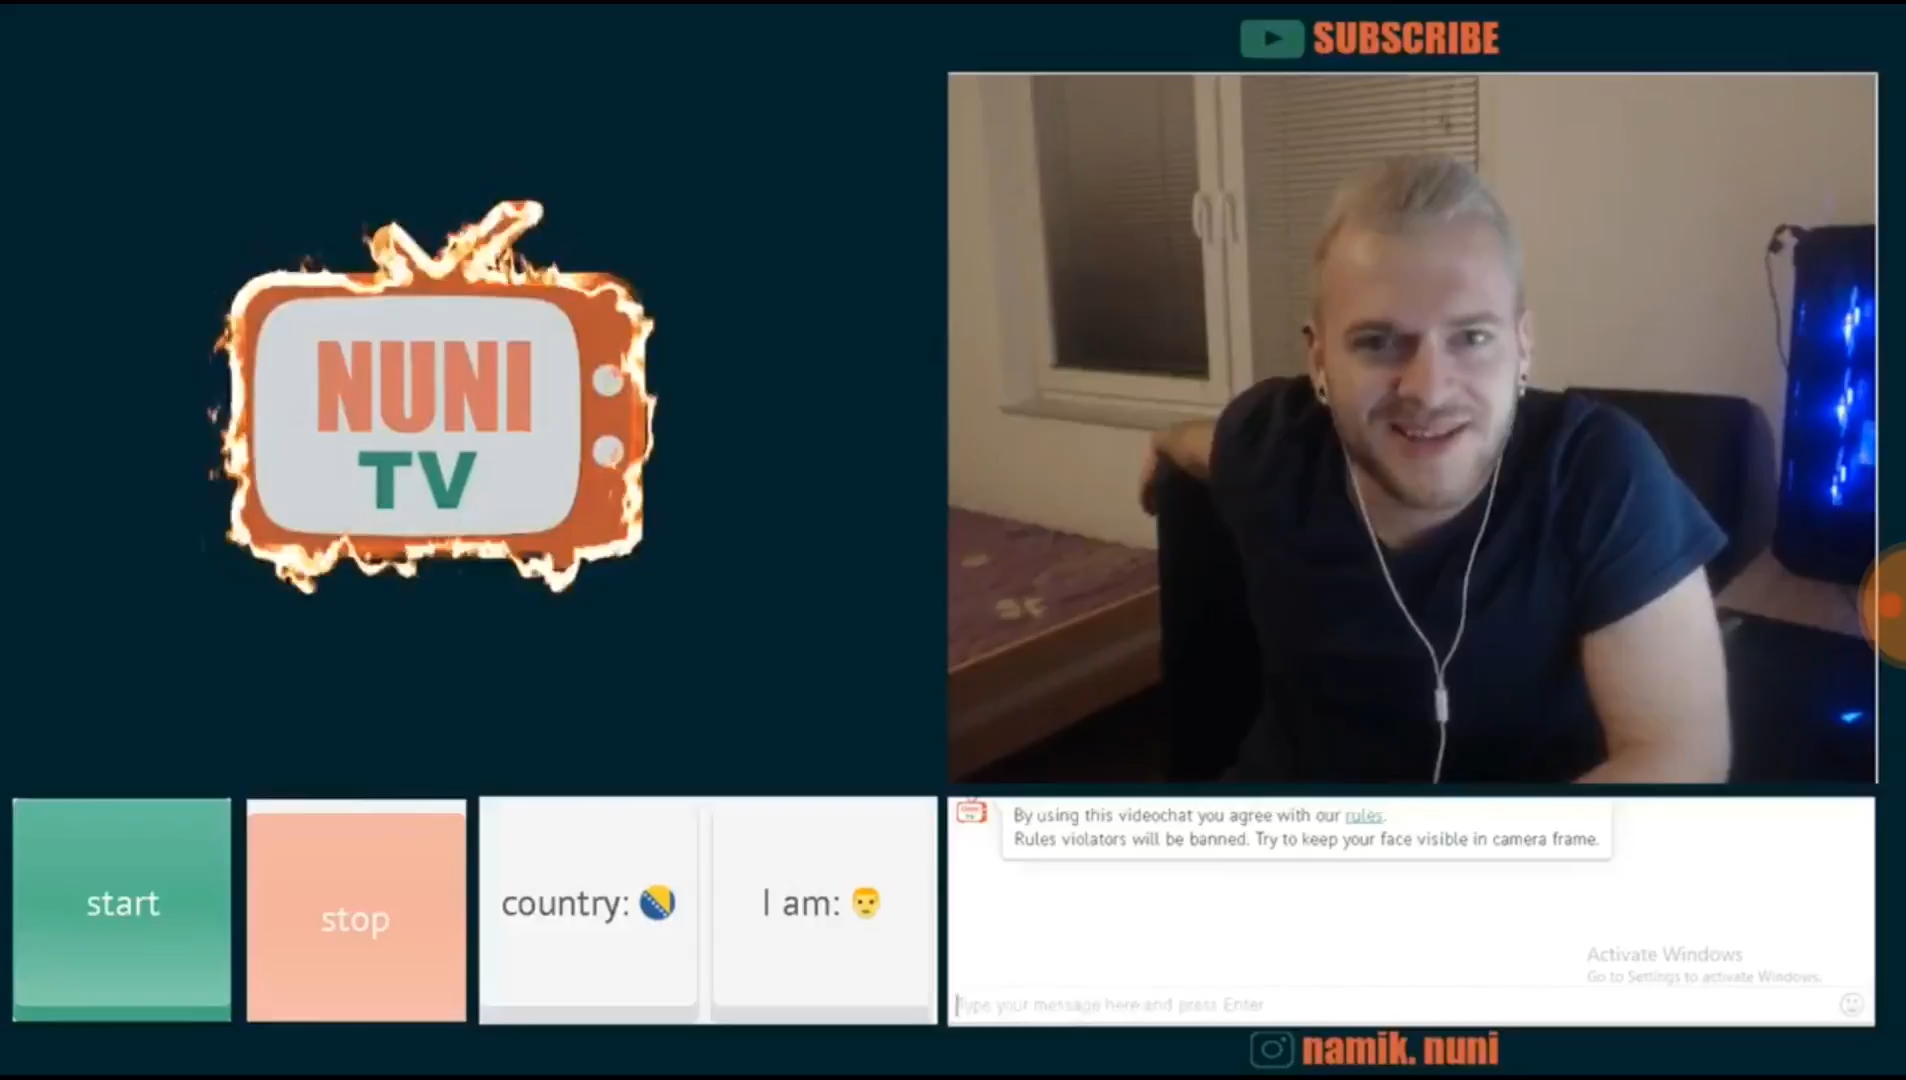 SUBSCRIBE
NUNI
TV
start
stop
country:
I am:
By using this videochat you agree with our rules.
Rules violators will be banned. Try to keep your face visible in camera frame.
Activate Windows
Go to Settings to activate Windows.
Type your message here and press Enter
namik. nuni